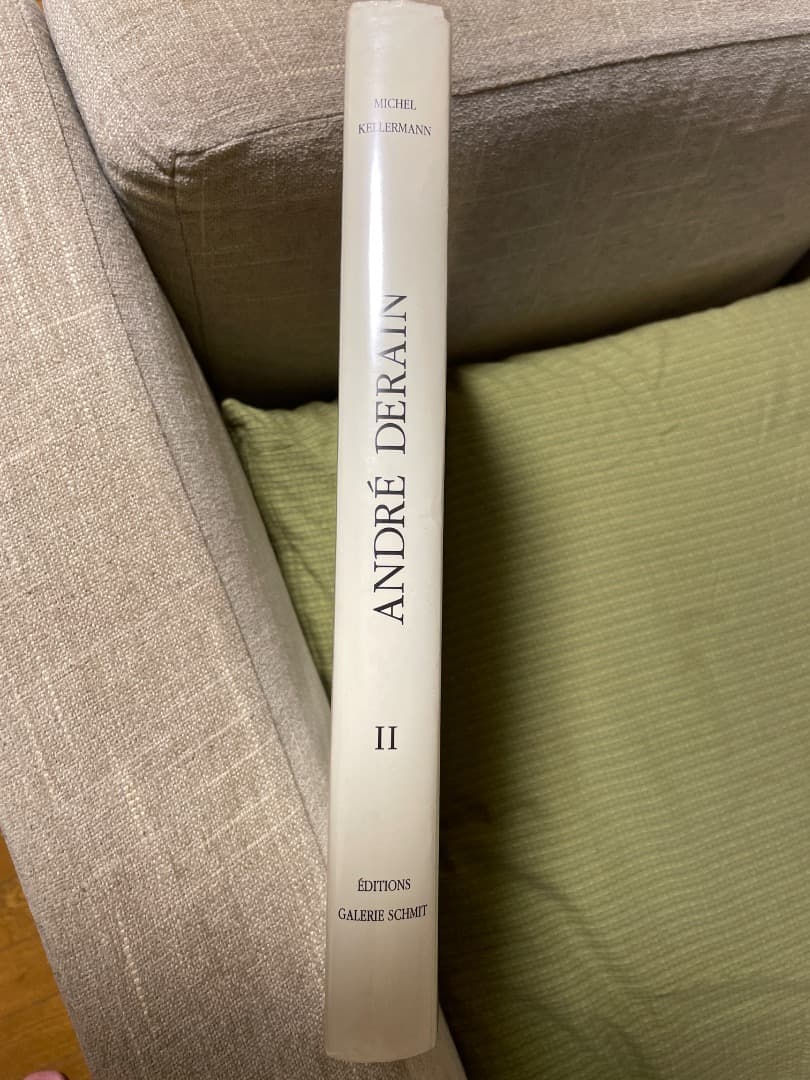 MICHEL
KELLERMANN
ANDRÉ DERAIN
II
ÉDITIONS
GALERIE SCHMIT